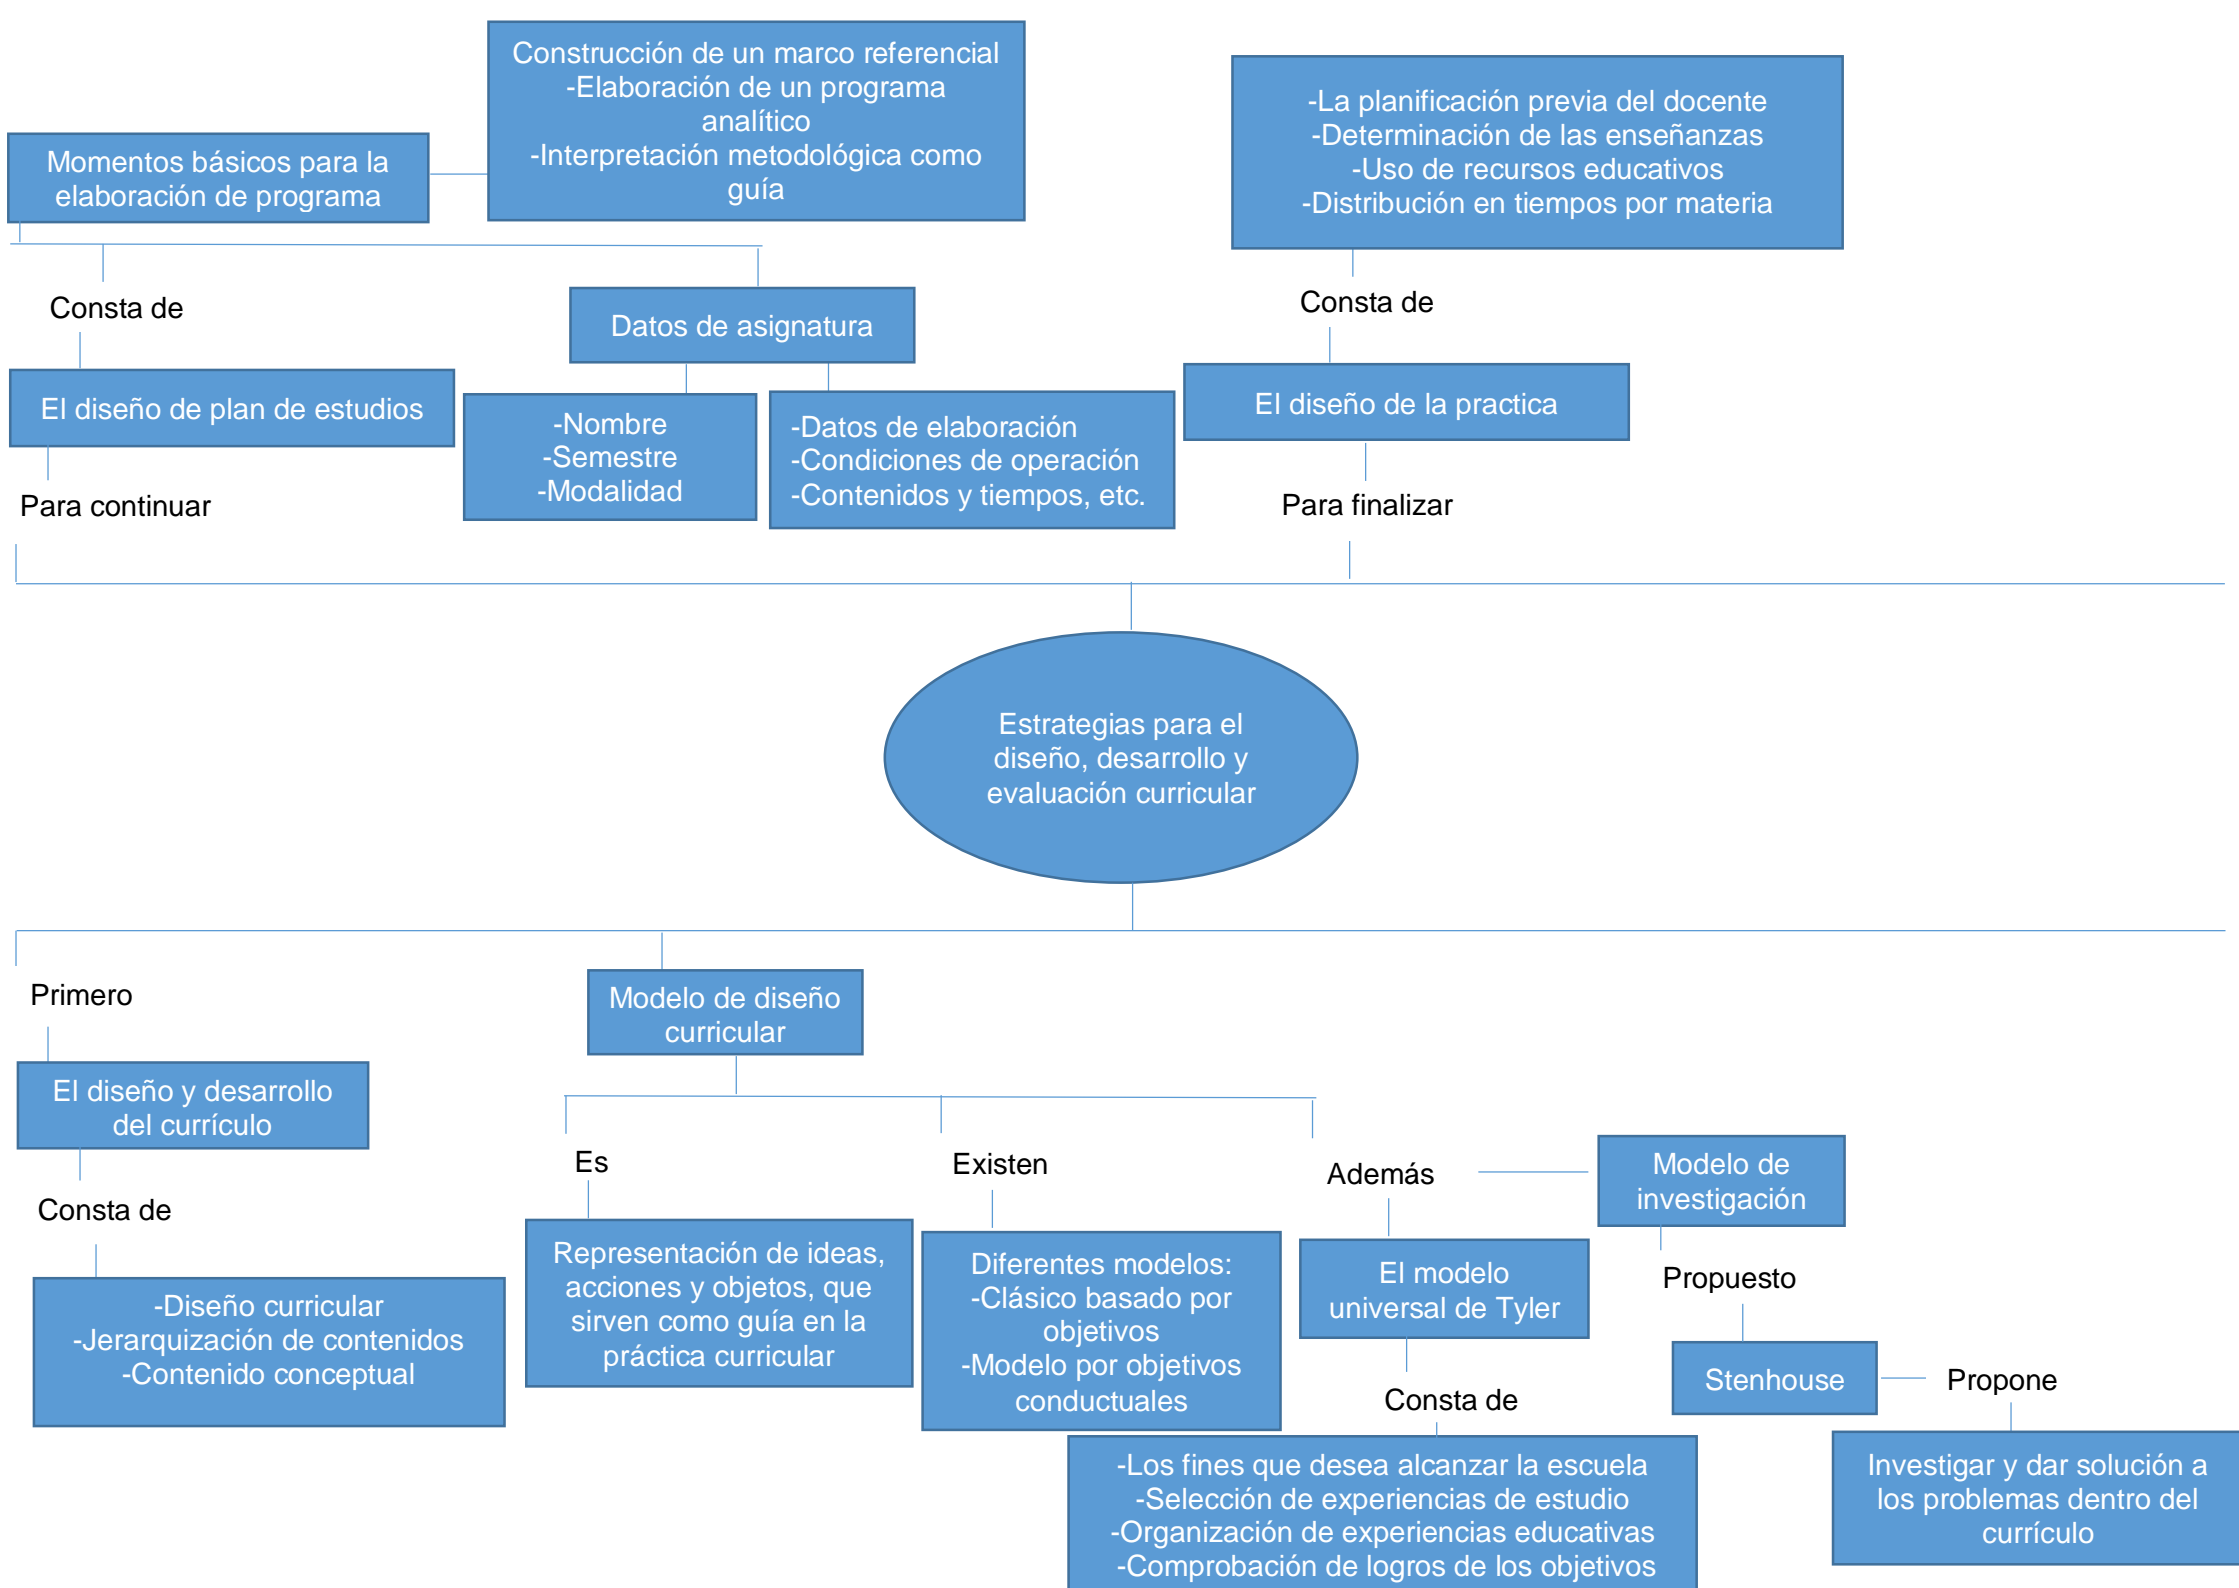 Construcción de un marco referencial
-Elaboración de un programa
analítico
-Interpretación metodológica como
guía
Momentos básicos para la
elaboración de programa
-La planificación previa del docente
-Determinación de las enseñanzas
-Uso de recursos educativos
-Distribución en tiempos por materia
Consta de
Datos de asignatura
Consta de
El diseño de plan de estudios
-Nombre
-Semestre
-Modalidad
-Datos de elaboración
-Condiciones de operación
-Contenidos y tiempos, etc.
El diseño de la practica
Para continuar
Para finalizar
Estrategias para el
diseño, desarrollo y
evaluación curricular
Primero
Modelo de diseño
curricular
El diseño y desarrollo
del currículo
Es
Existen
Además
Modelo de
investigación
Consta de
Representación de ideas,
acciones y objetos, que
sirven como guía en la
práctica curricular
Diferentes modelos:
-Clásico basado por
objetivos
-Modelo por objetivos
conductuales
El modelo
universal de Tyler
Propuesto
-Diseño curricular
-Jerarquización de contenidos
-Contenido conceptual
Consta de
Stenhouse
Propone
-Los fines que desea alcanzar la escuela
-Selección de experiencias de estudio
-Organización de experiencias educativas
-Comprobación de logros de los objetivos
Investigar y dar solución a
los problemas dentro del
currículo